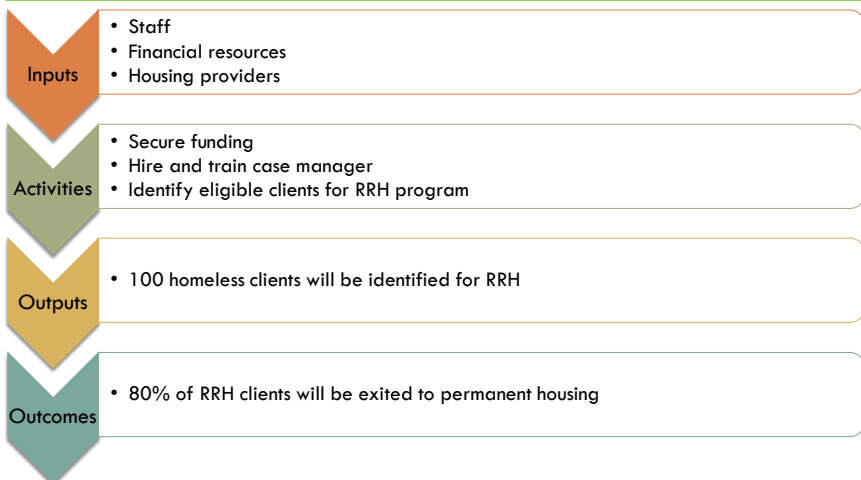 Inputs
• Staff
• Financial resources
• Housing providers
Activities
• Secure funding
• Hire and train case manager
• Identify eligible clients for RRH program
Outputs
• 100 homeless clients will be identified for RRH
Outcomes
• 80% of RRH clients will be exited to permanent housing